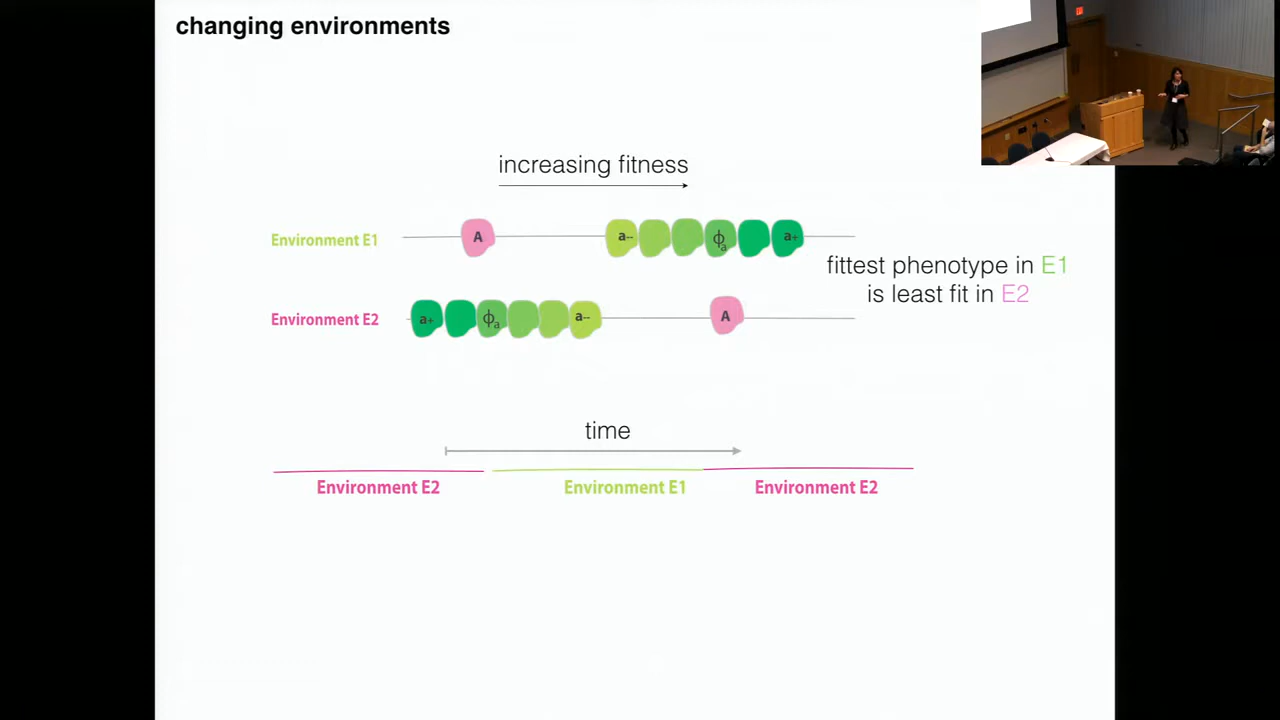 changing environments
increasing fitness
Environment E1
A
a--
ϕa
a+
fittest phenotype in E1
is least fit in E2
Environment E2
a+
ϕa
a--
A
time
Environment E2
Environment E1
Environment E2